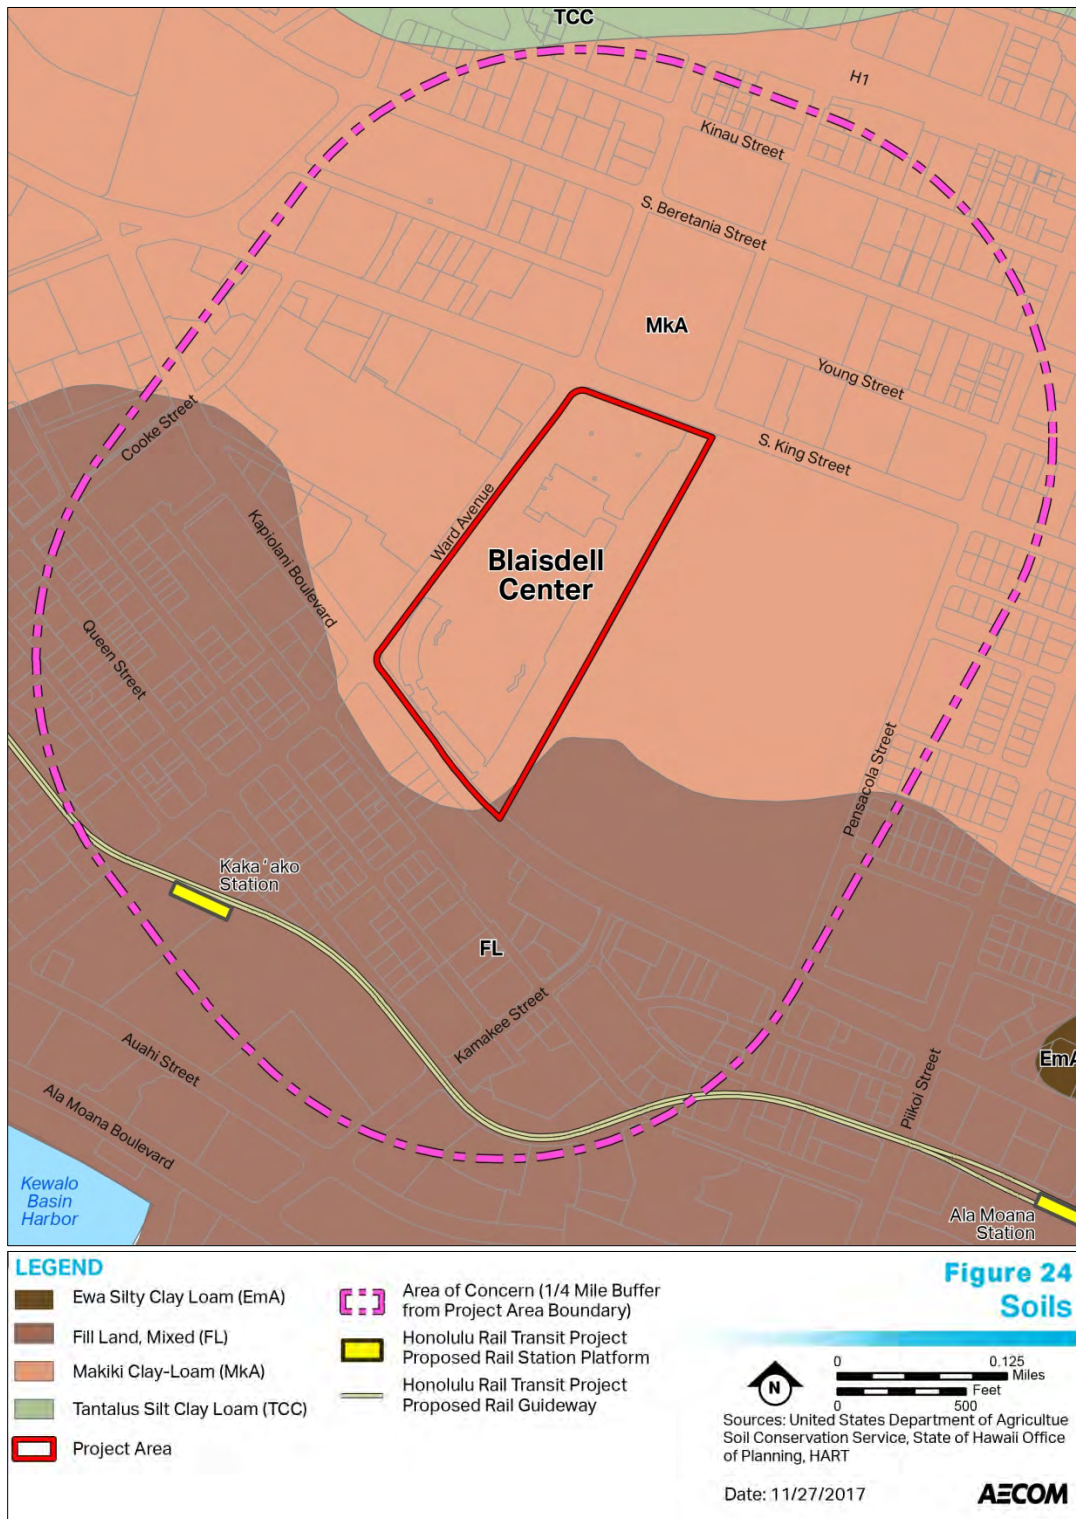 TCC
H1
Kinau Street
S. Beretania Street
MkA
Young Street
Cooke Street
S. King Street
Ward Avenue
Kapiolani Boulevard
Blaisdell
Center
Queen Street
Pensacola Street
Kaka 'ako
Station
FL
Kamakee Street
Auahi Street
EmA
Piikoi Street
Ala Moana Boulevard
Kewalo
Basin
Harbor
Ala Moana
Station
LEGEND
Ewa Silty Clay Loam (EmA)
Fill Land, Mixed (FL)
Makiki Clay-Loam (MkA)
Tantalus Silt Clay Loam (TCC)
Project Area
Area of Concern (1/4 Mile Buffer
from Project Area Boundary)
Honolulu Rail Transit Project
Proposed Rail Station Platform
Honolulu Rail Transit Project
Proposed Rail Guideway
Figure 24
Soils
N
0 0.125
Miles
Feet
0 500
Sources: United States Department of Agricultue
Soil Conservation Service, State of Hawaii Office
of Planning, HART
Date: 11/27/2017
AECOM